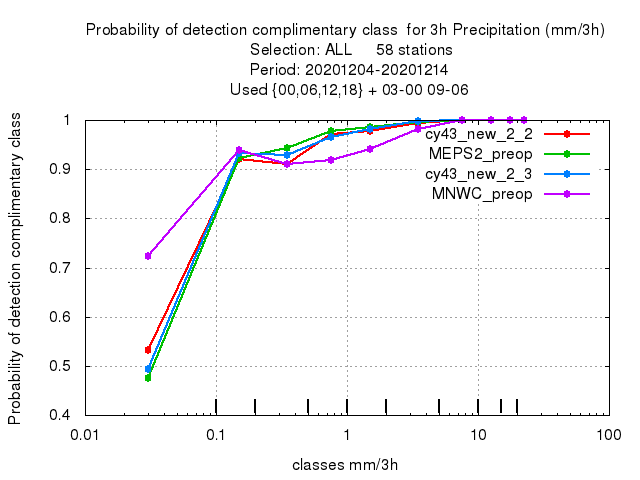 Probability of detection complimentary class  for 3h Precipitation (mm/3h)
Selection: ALL     58 stations
Period: 20201204-20201214
Used {00,06,12,18} + 03-00 09-06
Probability of detection complimentary class
1
0.9
0.8
0.7
0.6
0.5
0.4
cy43_new_2_2
MEPS2_preop
cy43_new_2_3
MNWC_preop
0.01 0.1 1 10 100
classes mm/3h